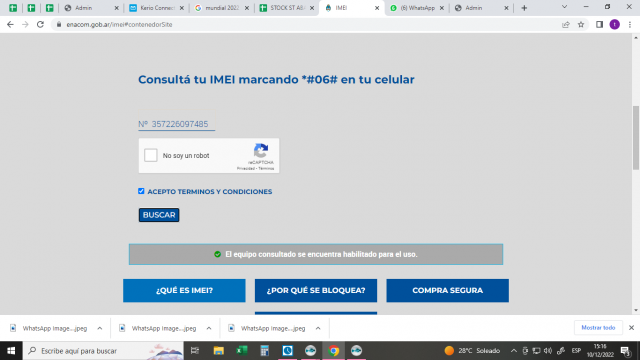 Admin
Kerio Connec
mundial 2022
STOCK ST ASC
IMEI
(6) WhatsApp
Admin
enacom.gob.ar/imei#contenedorSite
t
Consultá tu IMEI marcando *#06# en tu celular
Nº 357226097485
No soy un robot
reCAPTCHA
Privacidad - Términos
ACEPTO TERMINOS Y CONDICIONES
BUSCAR
El equipo consultado se encuentra habilitado para el uso.
¿QUÉ ES IMEI?
¿POR QUÉ SE BLOQUEA?
COMPRA SEGURA
WhatsApp Image....jpeg
WhatsApp Image....jpeg
WhatsApp Image....jpeg
Mostrar todo
Escribe aquí para buscar
28°C Soleado
ESP
15:16
10/12/2022